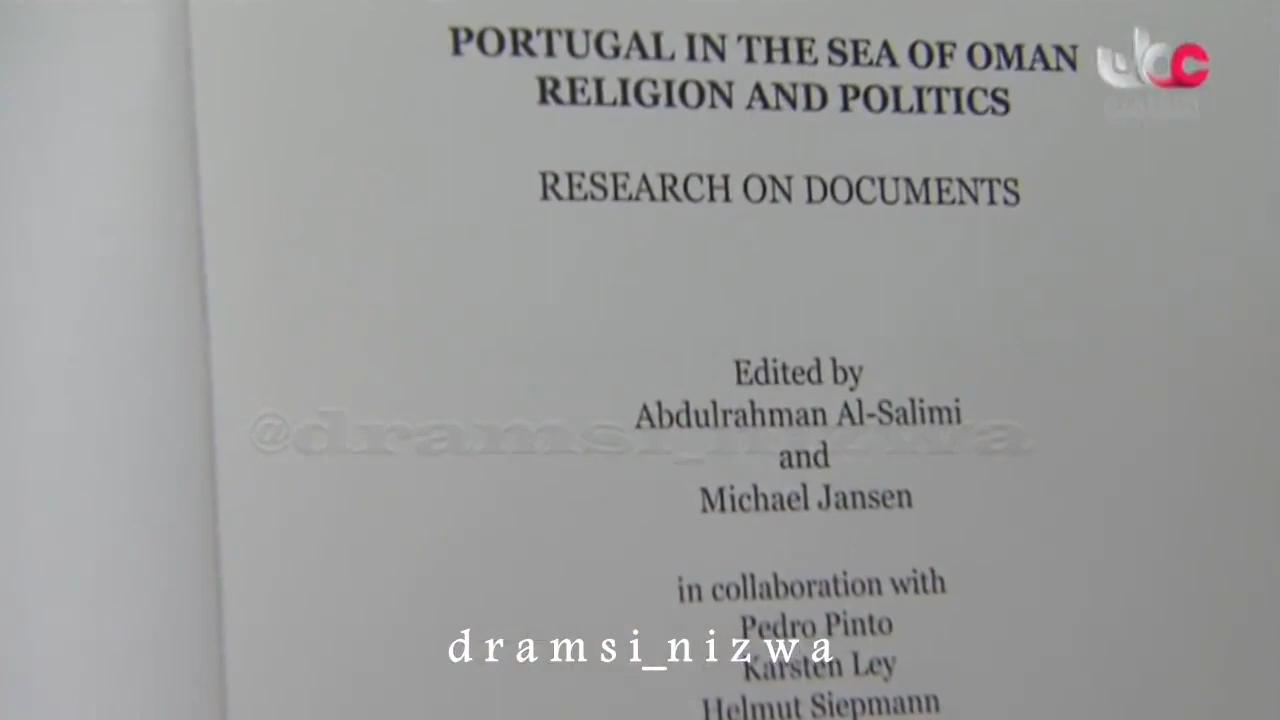 PORTUGAL IN THE SEA OF OMAN
RELIGION AND POLITICS
RESEARCH ON DOCUMENTS
Edited by
Abdulrahman Al-Salimi
@dramsi_nizwa
and
Michael Jansen
in collaboration with
Pedro Pinto
dramsi_nizwa
Karsten Ley
Helmut Siepmann